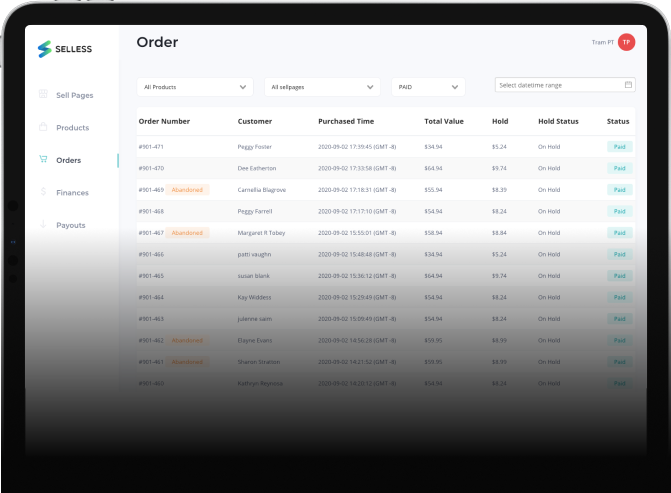 SELLESS
Order
Tram PT TP
All Products All sellpages PAID Select datetime range
Sell Pages
Products
Orders
Finances
Payouts
Order Number Customer Purchased Time Total Value Hold Hold Status Status
#901-471 Peggy Foster 2020-09-02 17:39:45 (GMT -8) $34.94 $5.24 On Hold Paid
#901-470 Dee Eatherton 2020-09-02 17:33:58 (GMT -8) $64.94 $9.74 On Hold Paid
#901-469 Abandoned Carnellia Blagrove 2020-09-02 17:18:31 (GMT -8) $55.94 $8.39 On Hold Paid
#901-468 Peggy Farrell 2020-09-02 17:17:10 (GMT -8) $54.94 $8.24 On Hold Paid
#901-467 Abandoned Margaret R Tobey 2020-09-02 15:55:01 (GMT -8) $58.94 $8.84 On Hold Paid
#901-466 patti vaughn 2020-09-02 15:48:48 (GMT -8) $34.94 $5.24 On Hold Paid
#901-465 susan blank 2020-09-02 15:36:12 (GMT -8) $64.94 $9.74 On Hold Paid
#901-464 Kay Widdess 2020-09-02 15:29:49 (GMT -8) $54.94 $8.24 On Hold Paid
#901-463 2020-09-02 15:09:49 (GMT -8) $54.94 $8.24 On Hold Paid
#901-462 Abandoned Elayne Evans 2020-09-02 14:56:28 (GMT -8) $59.95 $8.99 On Hold Paid
#901-461 Abandoned Sharon 2020-09-02 14:21:52 (GMT -8) $59.95 $8.99 On Hold Paid
#901-460 Kathryn 2020-09-02 14:20:12 (GMT -8) $54.94 $8.24 On Hold Paid